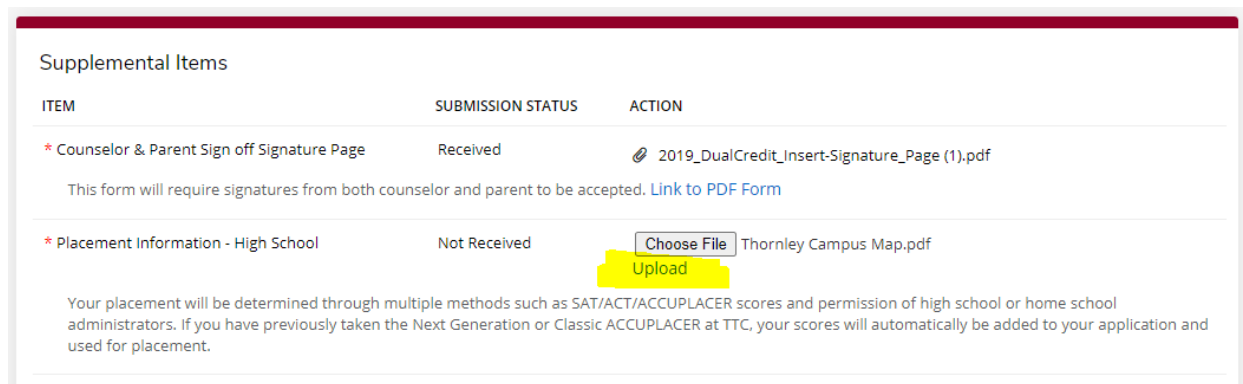 Supplemental Items
ITEM SUBMISSION STATUS ACTION
* Counselor & Parent Sign off Signature Page Received 2019_DualCredit_Insert-Signature_Page (1).pdf
This form will require signatures from both counselor and parent to be accepted. Link to PDF Form
* Placement Information - High School Not Received Choose File Thornley Campus Map.pdf
Upload
Your placement will be determined through multiple methods such as SAT/ACT/ACCUPLACER scores and permission of high school or home school
administrators. If you have previously taken the Next Generation or Classic ACCUPLACER at TTC, your scores will automatically be added to your application and
used for placement.